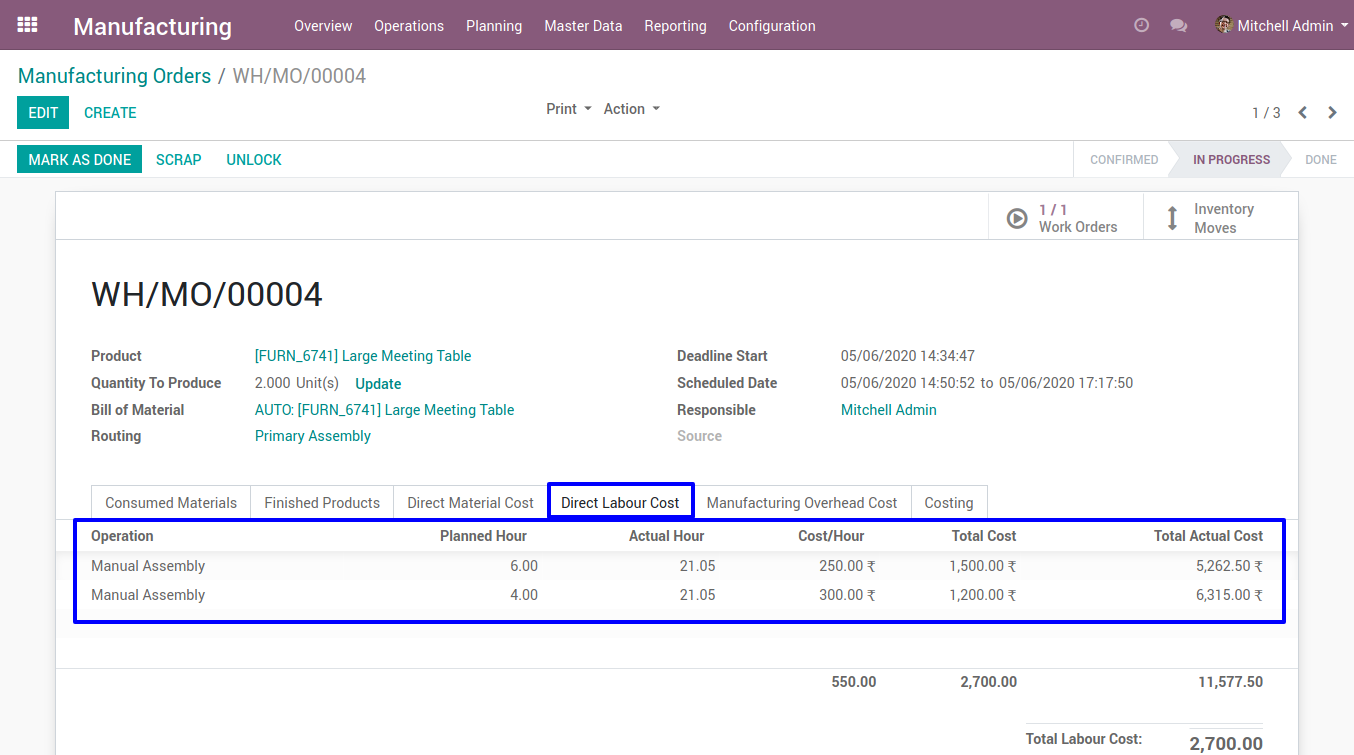 Manufacturing Overview Operations Planning Master Data Reporting Configuration Mitchell Admin
Manufacturing Orders / WH/MO/00004
EDIT CREATE Print Action 1 / 3
MARK AS DONE SCRAP UNLOCK CONFIRMED IN PROGRESS DONE
1 / 1
Work Orders
Inventory
Moves
WH/MO/00004
Product [FURN_6741] Large Meeting Table Deadline Start 05/06/2020 14:34:47
Quantity To Produce 2.000 Unit(s) Update Scheduled Date 05/06/2020 14:50:52 to 05/06/2020 17:17:50
Bill of Material AUTO: [FURN_6741] Large Meeting Table Responsible Mitchell Admin
Routing Primary Assembly Source
Consumed Materials Finished Products Direct Material Cost Direct Labour Cost Manufacturing Overhead Cost Costing
Operation Planned Hour Actual Hour Cost/Hour Total Cost Total Actual Cost
Manual Assembly 6.00 21.05 250.00 ₹ 1,500.00 ₹ 5,262.50 ₹
Manual Assembly 4.00 21.05 300.00 ₹ 1,200.00 ₹ 6,315.00 ₹
550.00 2,700.00 11,577.50
Total Labour Cost: 2,700.00